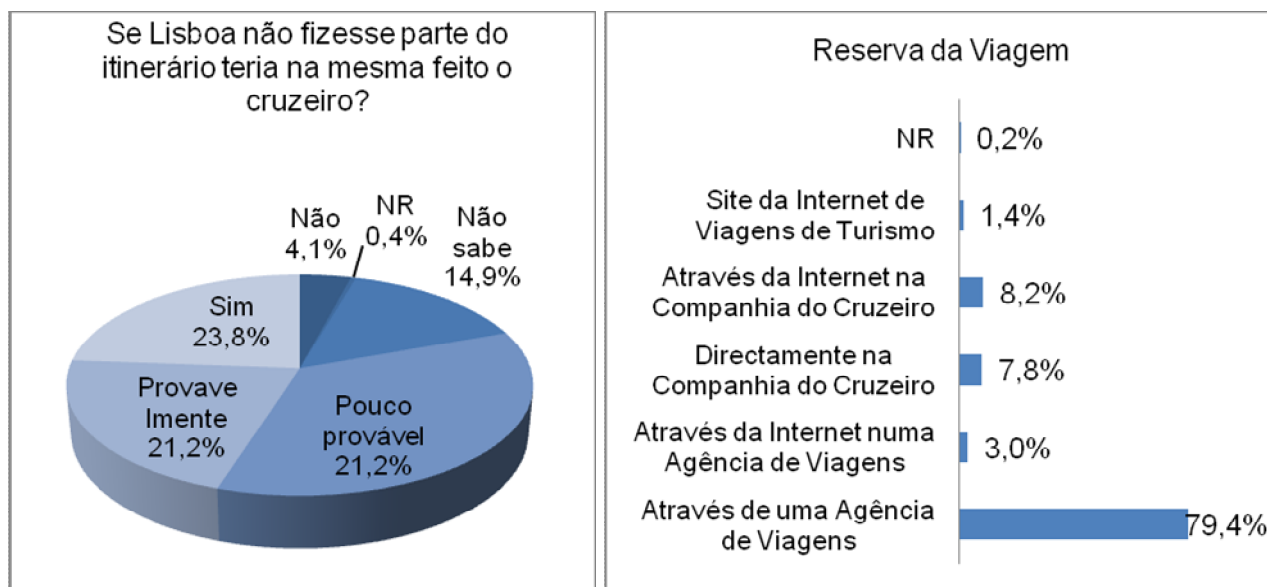 Se Lisboa não fizesse parte do
itinerário teria na mesma feito o
cruzeiro?
Não
4,1%
NR
0,4%
Não
sabe
14,9%
Sim
23,8%
Provave
lmente
21,2%
Pouco
provável
21,2%
Reserva da Viagem
NR
0,2%
Site da Internet de
Viagens de Turismo
1,4%
Através da Internet na
Companhia do Cruzeiro
8,2%
Directamente na
Companhia do Cruzeiro
7,8%
Através da Internet numa
Agência de Viagens
3,0%
Através de uma Agência
de Viagens
79,4%